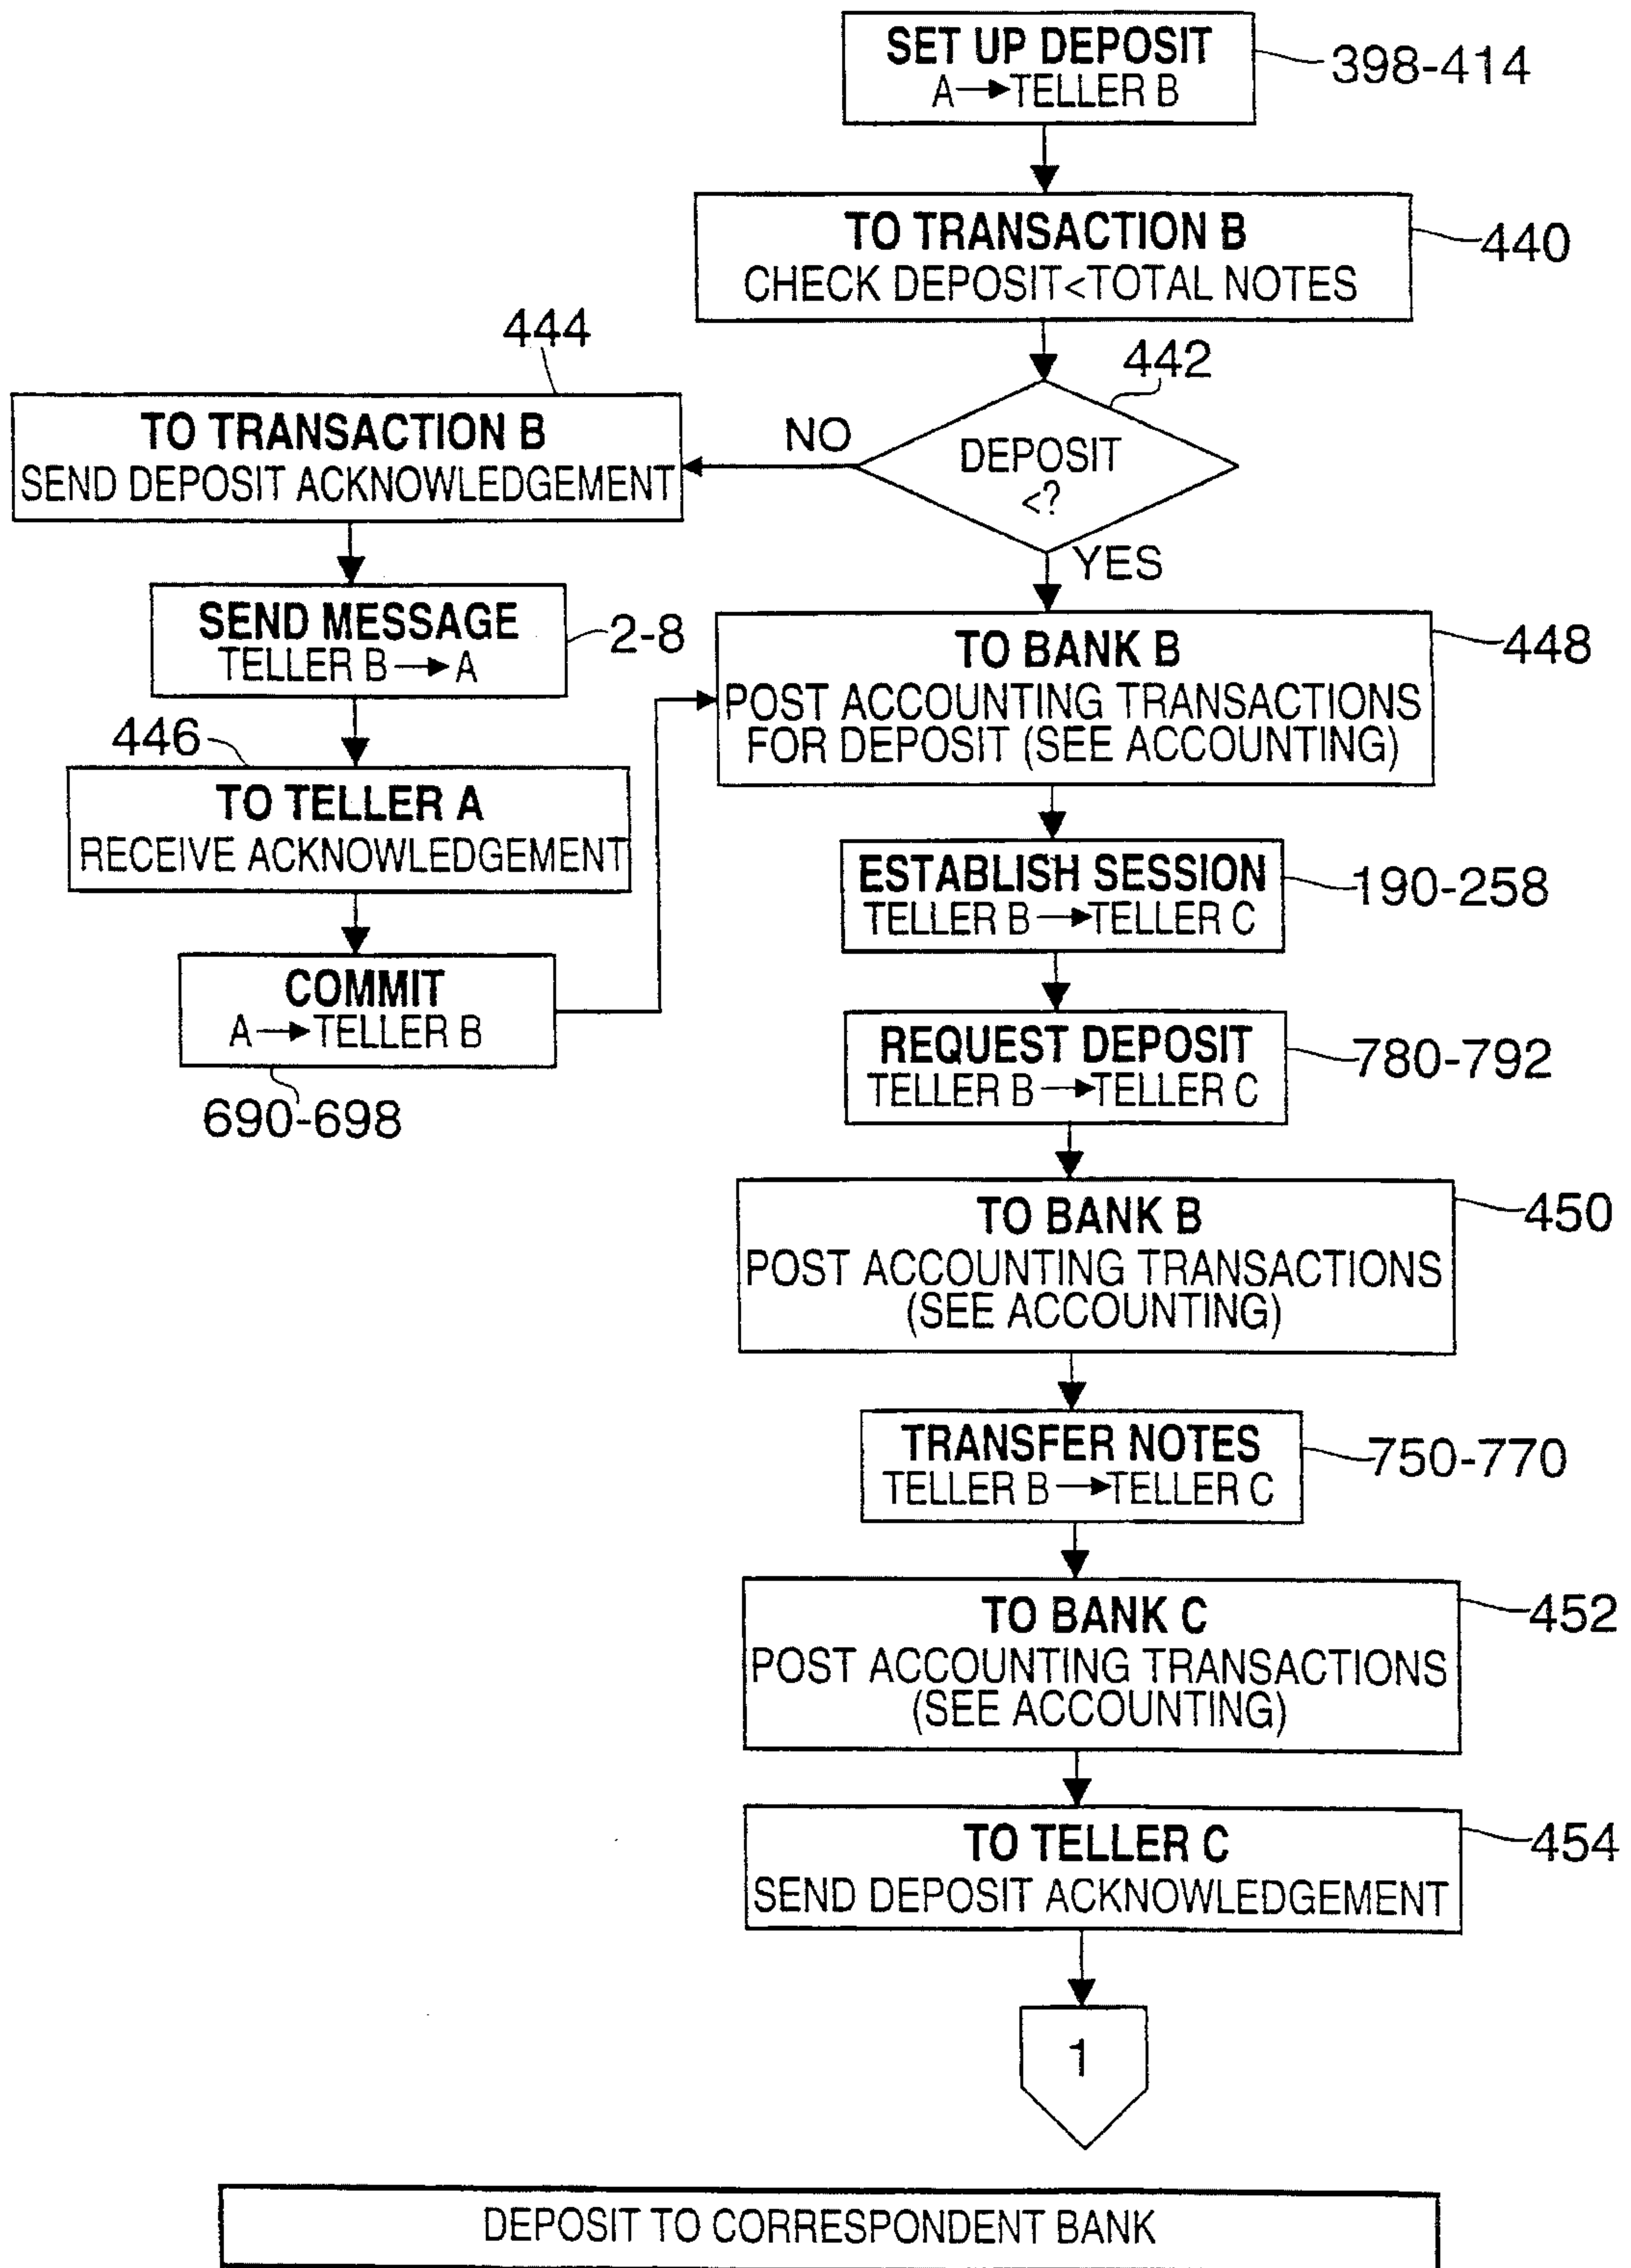 SET UP DEPOSIT
A→TELLER B
398-414
TO TRANSACTION B
CHECK DEPOSIT<TOTAL NOTES
440
442
DEPOSIT
<?
NO
YES
444
TO TRANSACTION B
SEND DEPOSIT ACKNOWLEDGEMENT
SEND MESSAGE
TELLER B→A
2-8
446
TO TELLER A
RECEIVE ACKNOWLEDGEMENT
COMMIT
A→TELLER B
690-698
TO BANK B
POST ACCOUNTING TRANSACTIONS
FOR DEPOSIT (SEE ACCOUNTING)
448
ESTABLISH SESSION
TELLER B→TELLER C
190-258
REQUEST DEPOSIT
TELLER B→TELLER C
780-792
TO BANK B
POST ACCOUNTING TRANSACTIONS
(SEE ACCOUNTING)
450
TRANSFER NOTES
TELLER B→TELLER C
750-770
TO BANK C
POST ACCOUNTING TRANSACTIONS
(SEE ACCOUNTING)
452
TO TELLER C
SEND DEPOSIT ACKNOWLEDGEMENT
454
1
DEPOSIT TO CORRESPONDENT BANK